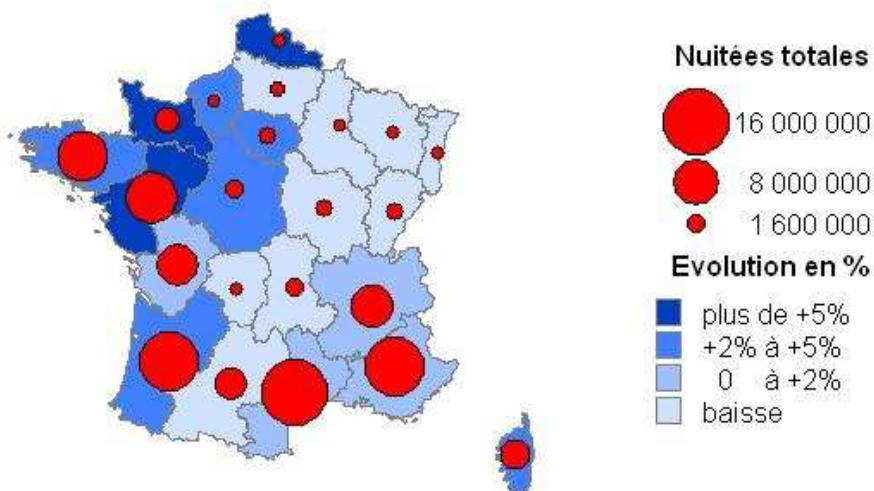 Nuitées totales
16 000 000
8 000 000
1 600 000
Evolution en %
plus de +5%
+2% à +5%
0 à +2%
baisse